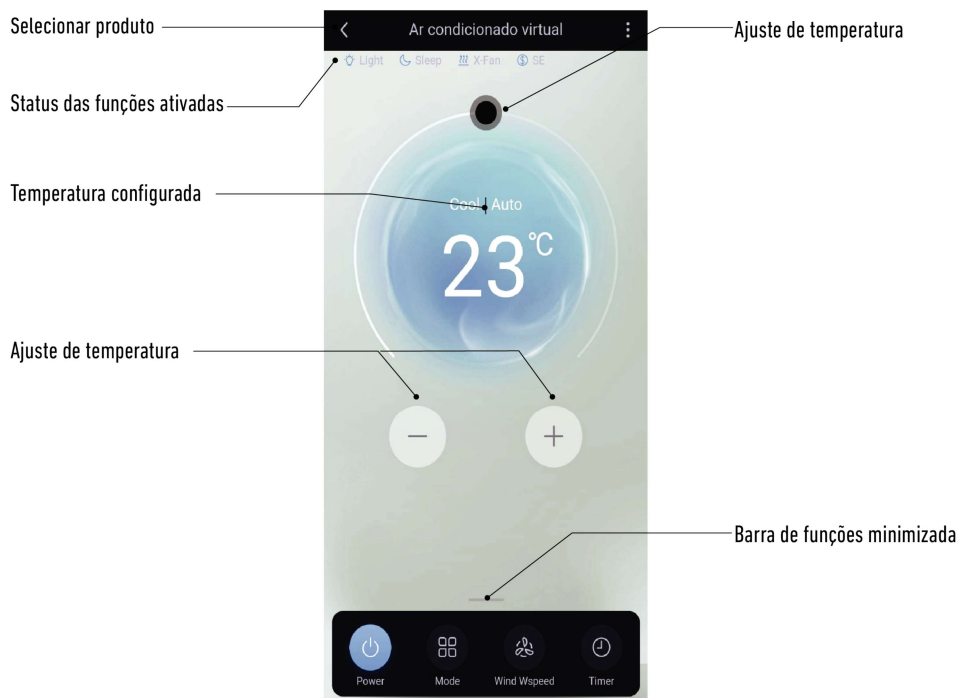 Selecionar produto
Ar condicionado virtual
Ajuste de temperatura
Light Sleep X-Fan SE
Status das funções ativadas
Temperatura configurada
Cool Auto
23°C
Ajuste de temperatura
Barra de funções minimizada
Power Mode Wind Wspeed Timer